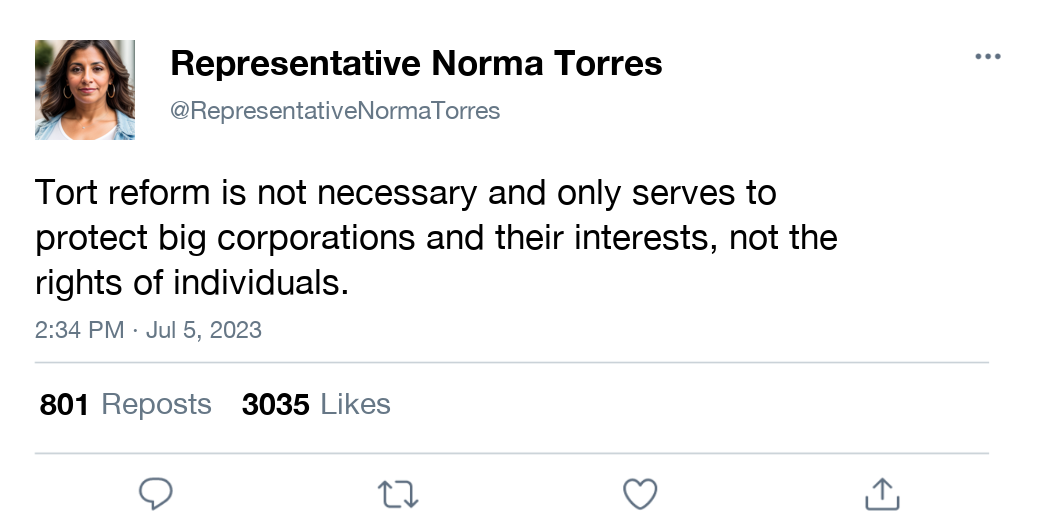 Representative Norma Torres
@RepresentativeNormaTorres
Tort reform is not necessary and only serves to
protect big corporations and their interests, not the
rights of individuals.
2:34 PM · Jul 5, 2023
801 Reposts 3035 Likes